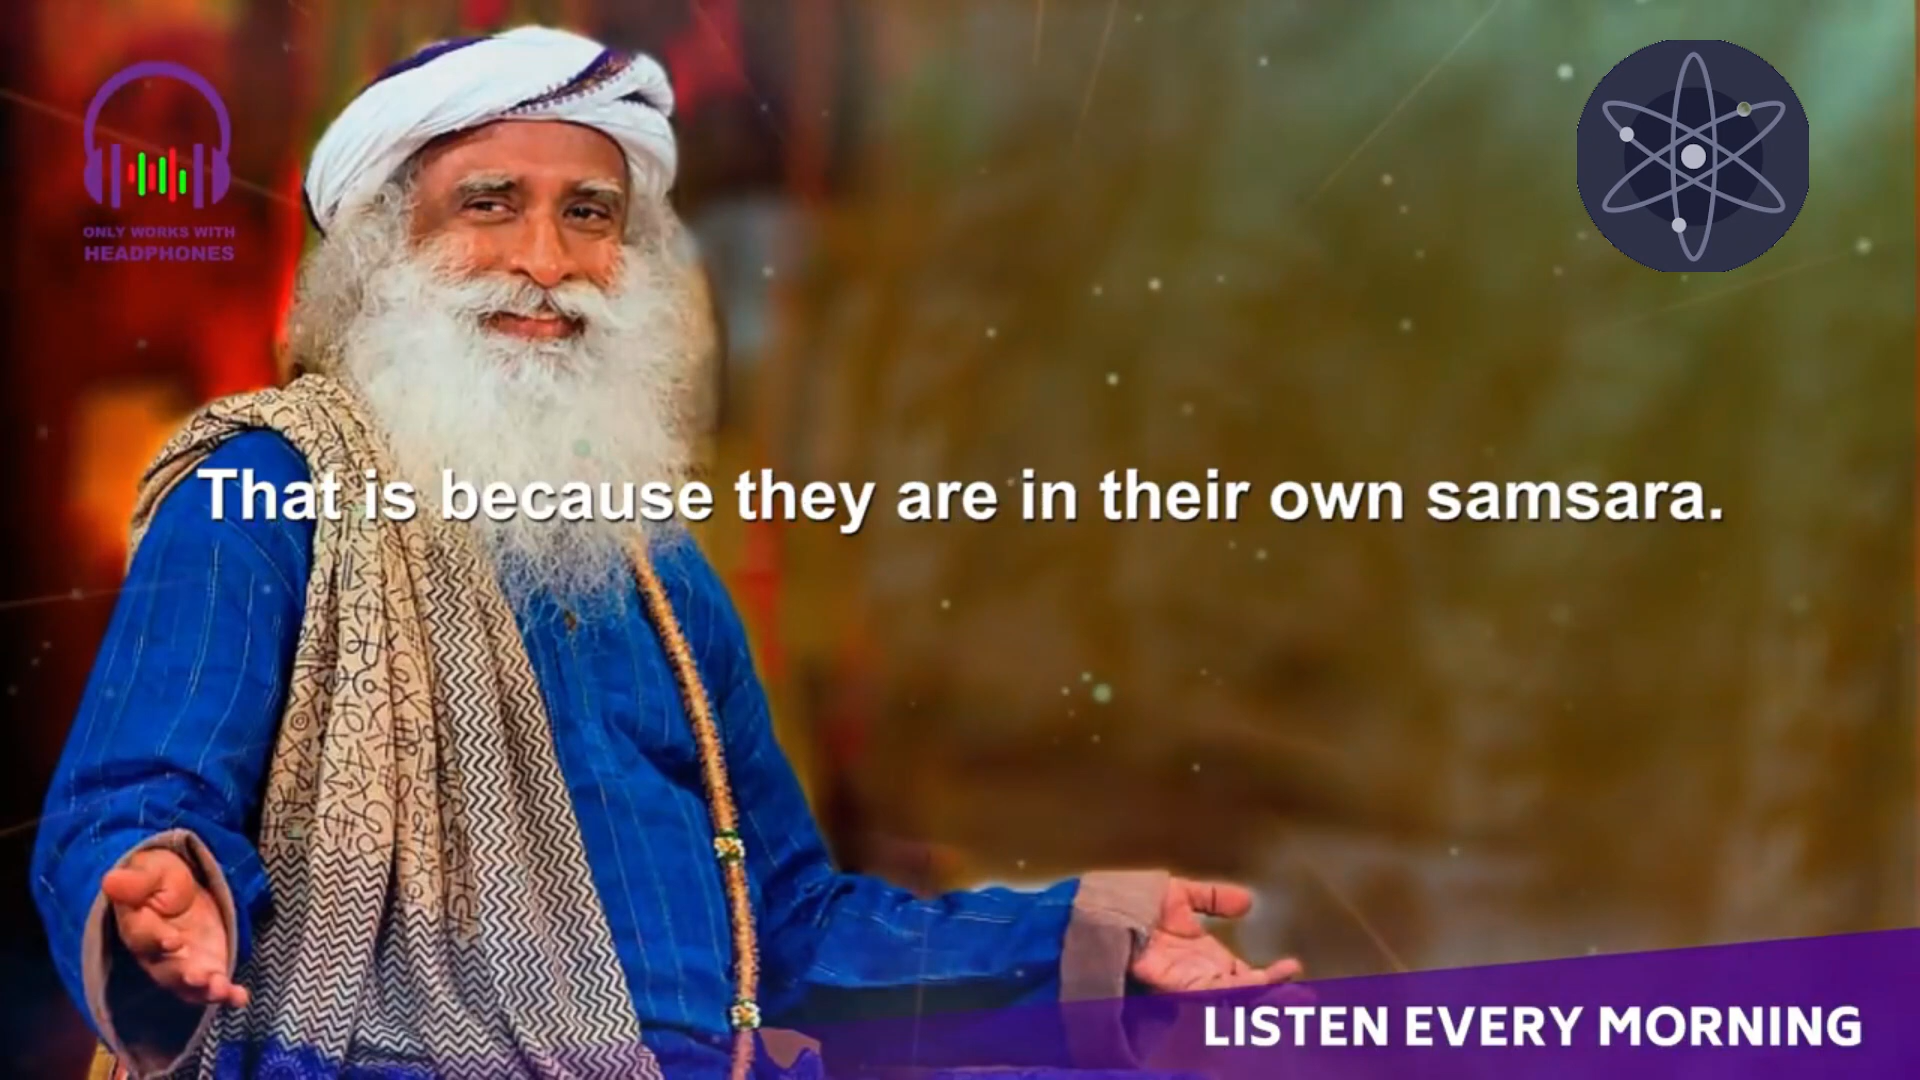 ONLY WORKS WITH
HEADPHONES
That is because they are in their own samsara.
LISTEN EVERY MORNING